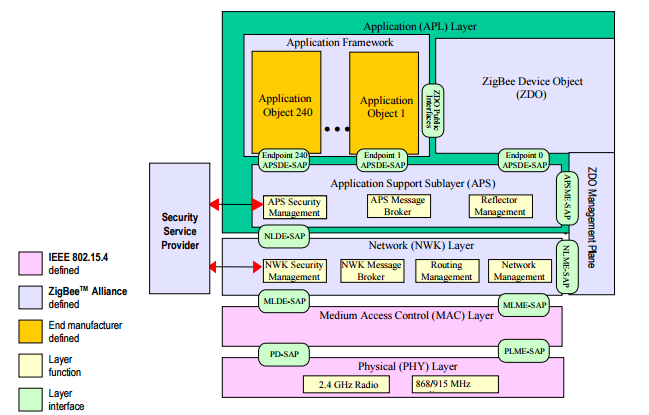 Application (APL) Layer
Application Framework
Application
Object 240
Application
Object 1
ZDO Public
Interfaces
ZigBee Device Object
(ZDO)
Endpoint 240
APSDE-SAP
Endpoint 1
APSDE-SAP
Endpoint 0
APSDE-SAP
Application Support Sublayer (APS)
APS Security
Management
APS Message
Broker
Reflector
Management
APSME-SAP
ZDO Management Plane
Security
Service
Provider
NLDE-SAP
Network (NWK) Layer
NWK Security
Management
NWK Message
Broker
Routing
Management
Network
Management
NLME-SAP
MLDE-SAP
MLME-SAP
Medium Access Control (MAC) Layer
PD-SAP
PLME-SAP
Physical (PHY) Layer
2.4 GHz Radio
868/915 MHz
IEEE 802.15.4
defined
ZigBee™ Alliance
defined
End manufacturer
defined
Layer
function
Layer
interface